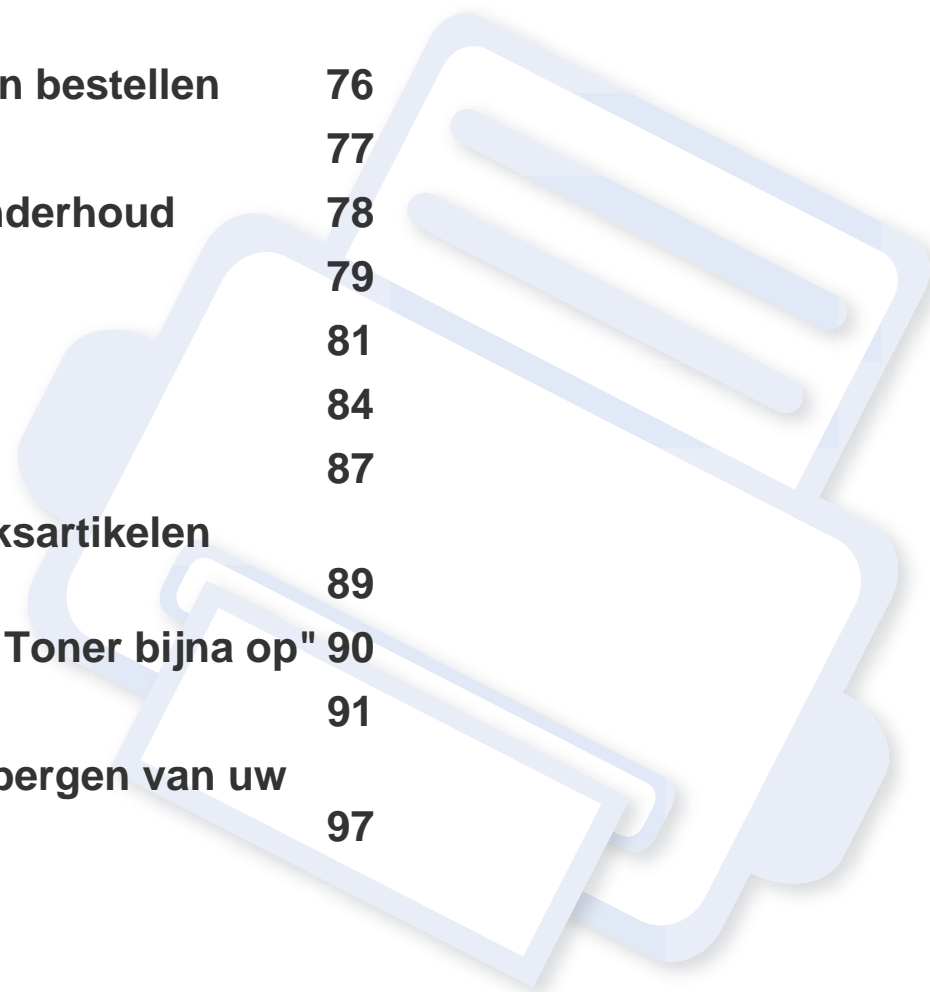 n bestellen 76
77
nderhoud 78
79
81
84
87
ksartikelen
89
Toner bijna op" 90
91
bergen van uw
97